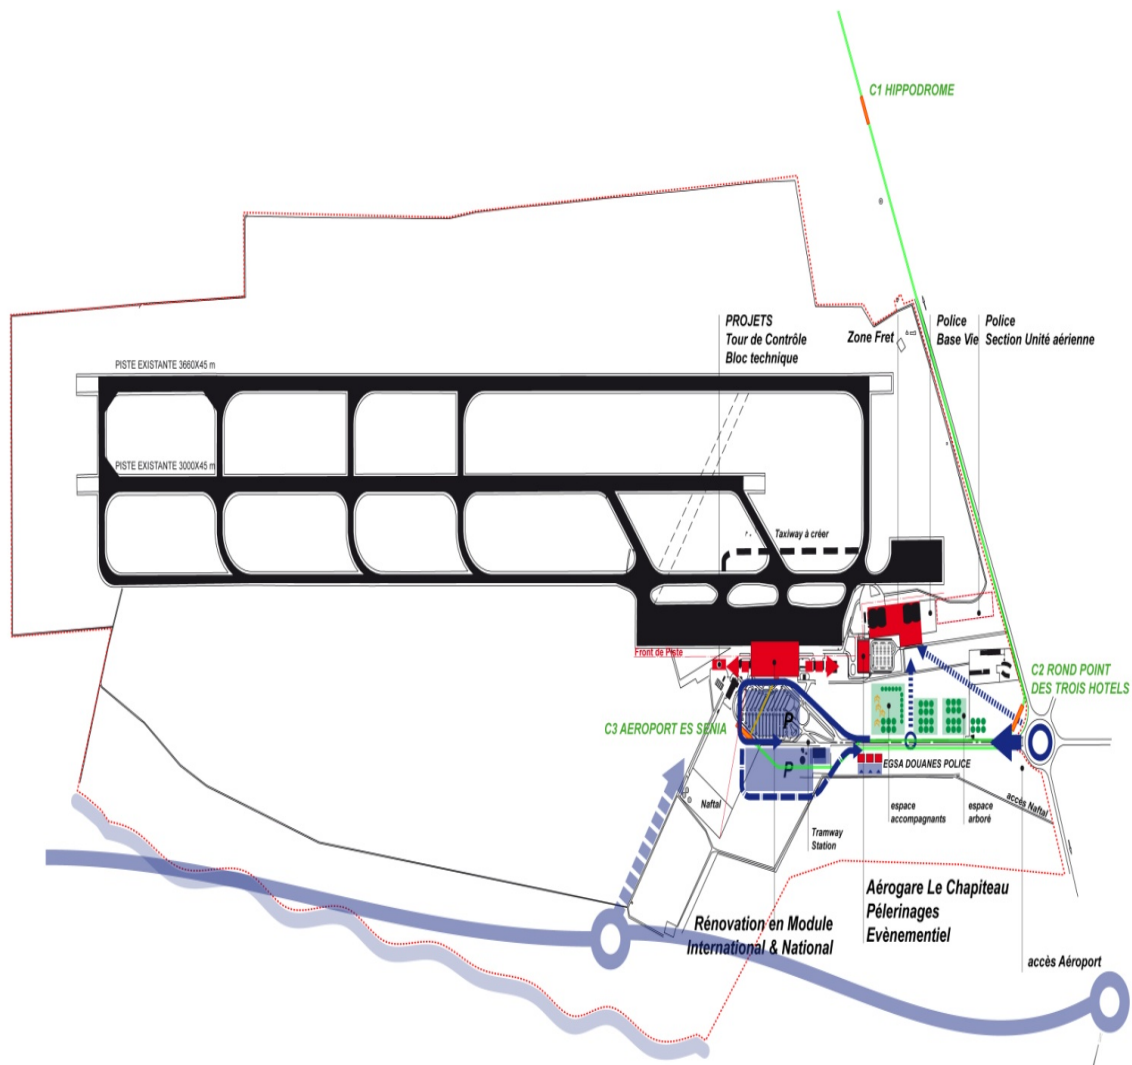 C1 HIPPODROME
PROJETS
Tour de Contrôle
Bloc technique
Zone Fret
Police
Base Vie
Police
Section Unité aérienne
PISTE EXISTANTE 3660X45 m
PISTE EXISTANTE 3000X45 m
Taxiway à créer
Front de Piste
C2 ROND POINT
DES TROIS HOTELS
C3 AEROPORT ES SENIA
P
P
EGSA DOUANES POLICE
Naftal
accès Naftal
espace
accompagnants
espace
arboré
Tramway
Station
Aérogare Le Chapiteau
Pélerinages
Evènementiel
Rénovation en Module
International & National
accès Aéroport